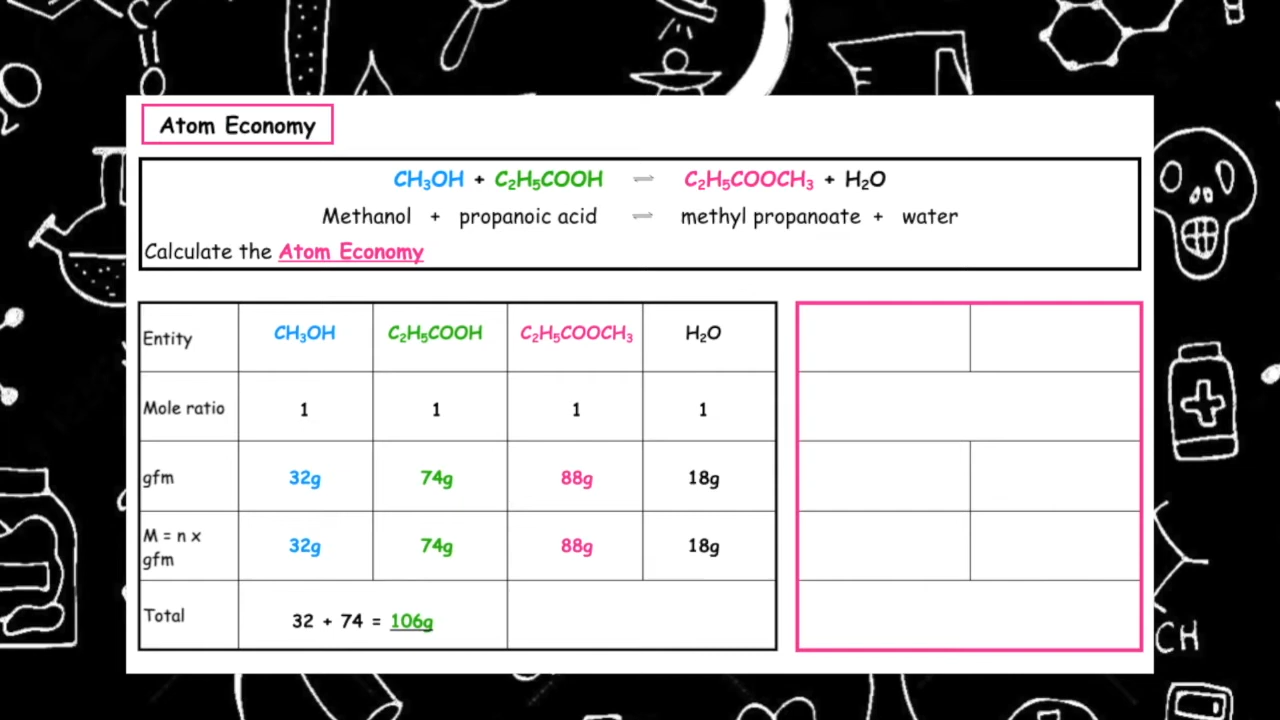 C
O
2
Atom Economy
CH₃OH + C₂H₅COOH ⇌ C₂H₅COOCH₃ + H₂O
Methanol + propanoic acid ⇌ methyl propanoate + water
Calculate the Atom Economy
Entity CH₃OH C₂H₅COOH C₂H₅COOCH₃ H₂O
Mole ratio 1 1 1 1
gfm 32g 74g 88g 18g
M = n x
gfm 32g 74g 88g 18g
Total 32 + 74 = 106g
CH